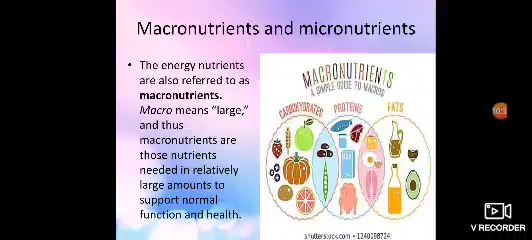 Macronutrients and micronutrients
• The energy nutrients
are also referred to as
macronutrients.
Macro means “large,”
and thus
macronutrients are
those nutrients
needed in relatively
large amounts to
support normal
function and health.
MACRONUTRIENTS
A SIMPLE GUIDE TO MACROS
CARBOHYDRATES PROTEINS FATS
shutterstock.com • 1240098724
V RECORDER